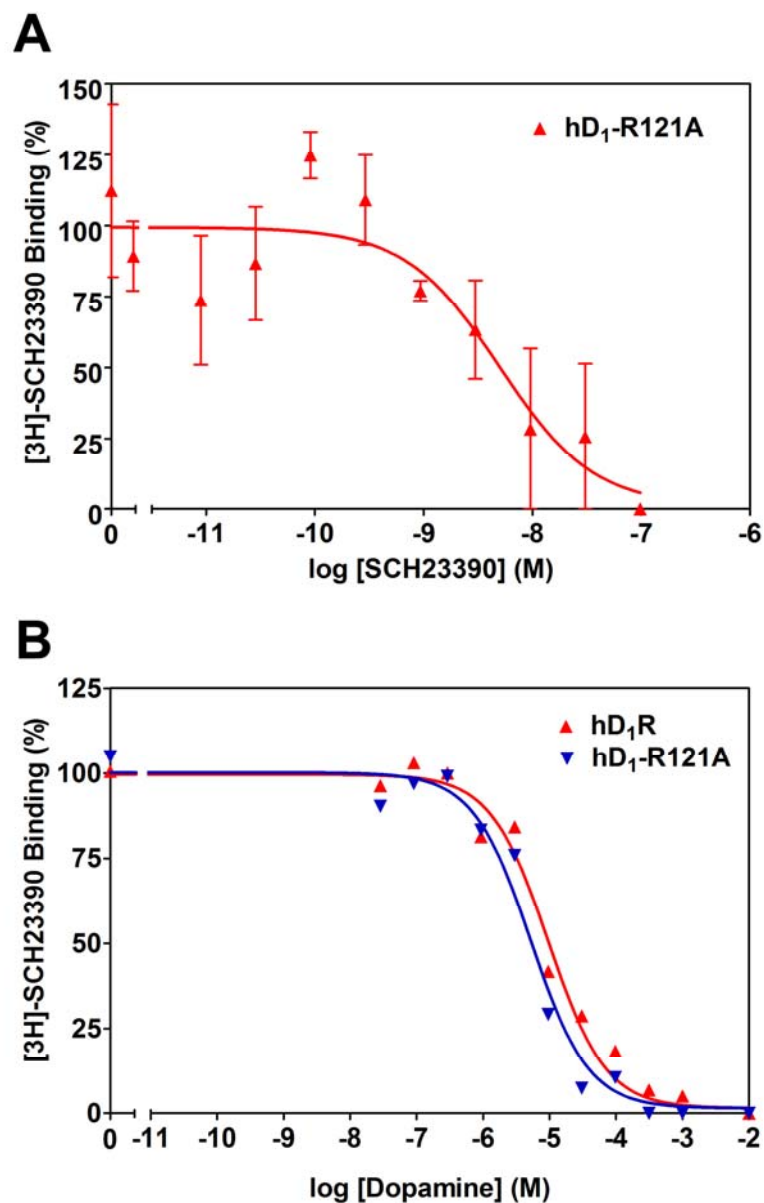 A
150
125
100
75
50
25
0
[3H]-SCH23390 Binding (%)
hD₁-R121A
0 -11 -10 -9 -8 -7 -6
log [SCH23390] (M)
B
125
100
75
50
25
0
[3H]-SCH23390 Binding (%)
hD₁R
hD₁-R121A
0 -11 -10 -9 -8 -7 -6 -5 -4 -3 -2
log [Dopamine] (M)